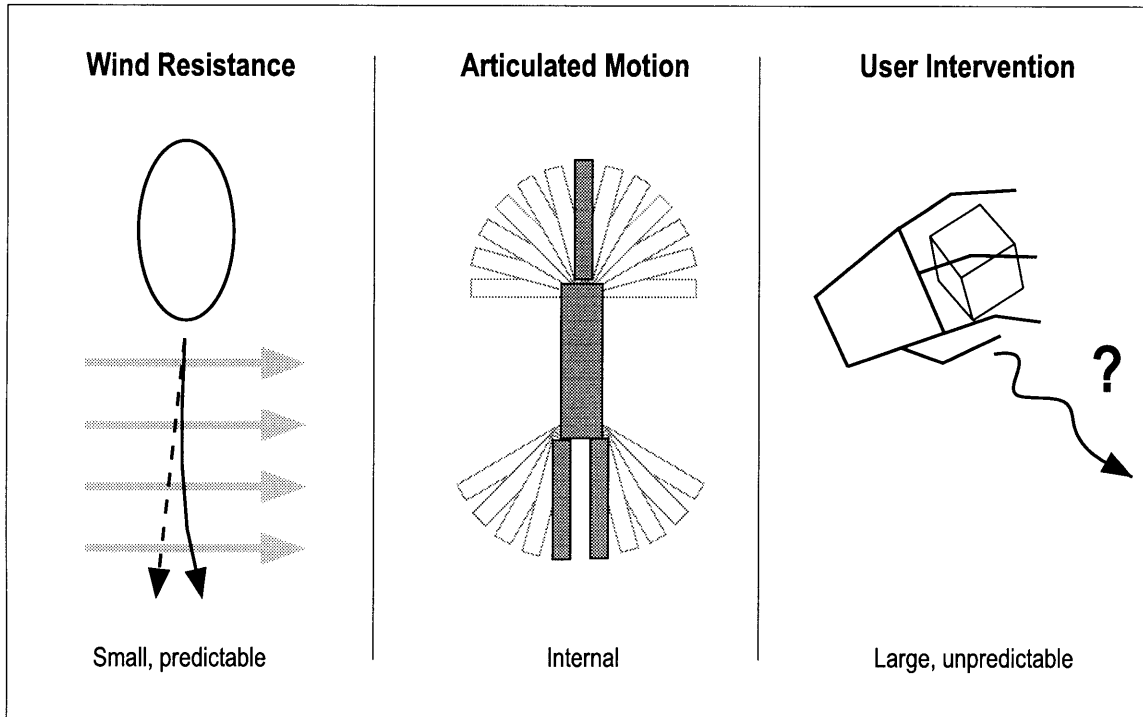 Wind Resistance
Articulated Motion
User Intervention
?
Small, predictable
Internal
Large, unpredictable